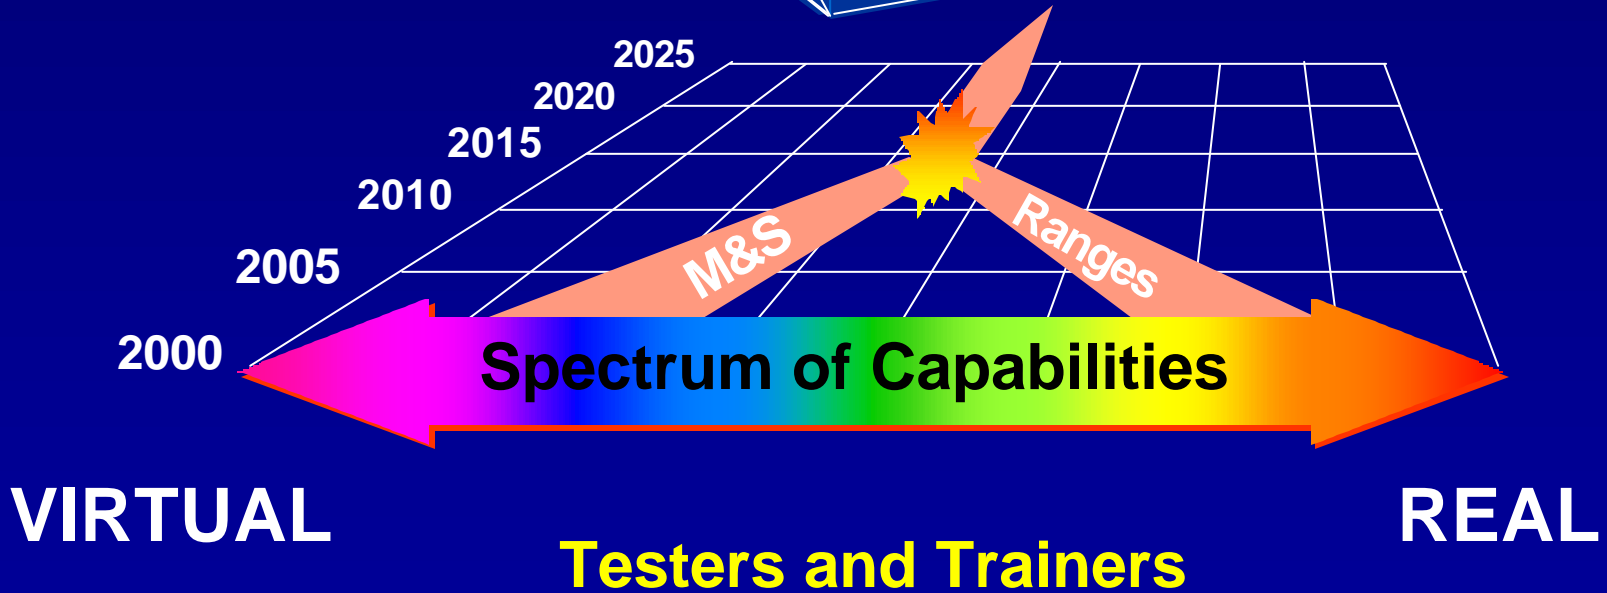 2025
2020
2015
2010
2005
2000
M&S
Ranges
Spectrum of Capabilities
VIRTUAL
REAL
Testers and Trainers